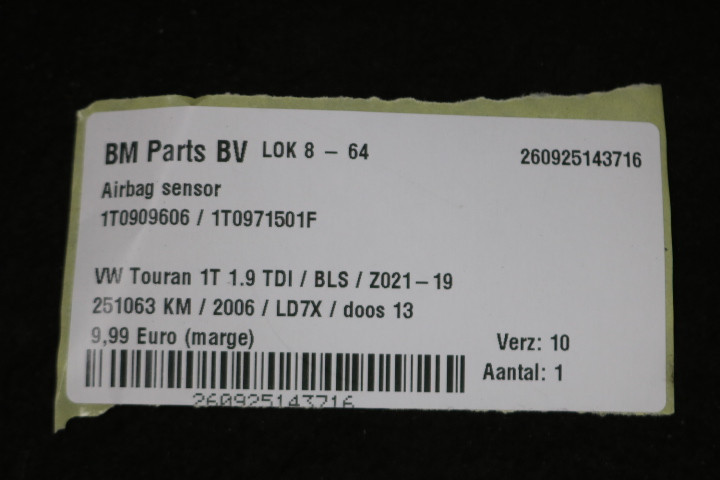 BM Parts BV LOK 8 - 64 260925143716
Airbag sensor
1T0909606 / 1T0971501F
VW Touran 1T 1.9 TDI / BLS / Z021-19
251063 KM / 2006 / LD7X / doos 13
9,99 Euro (marge) Verz: 10
Aantal: 1
260925143716